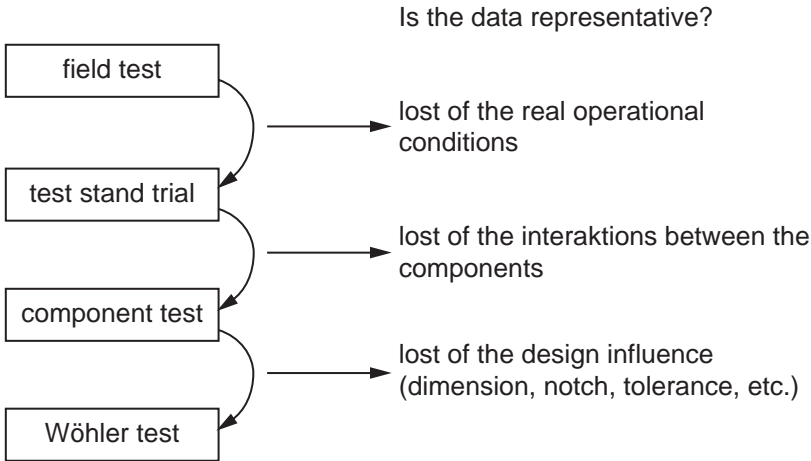 Is the data representative?
field test
lost of the real operational
conditions
test stand trial
lost of the interaktions between the
components
component test
lost of the design influence
(dimension, notch, tolerance, etc.)
Wöhler test